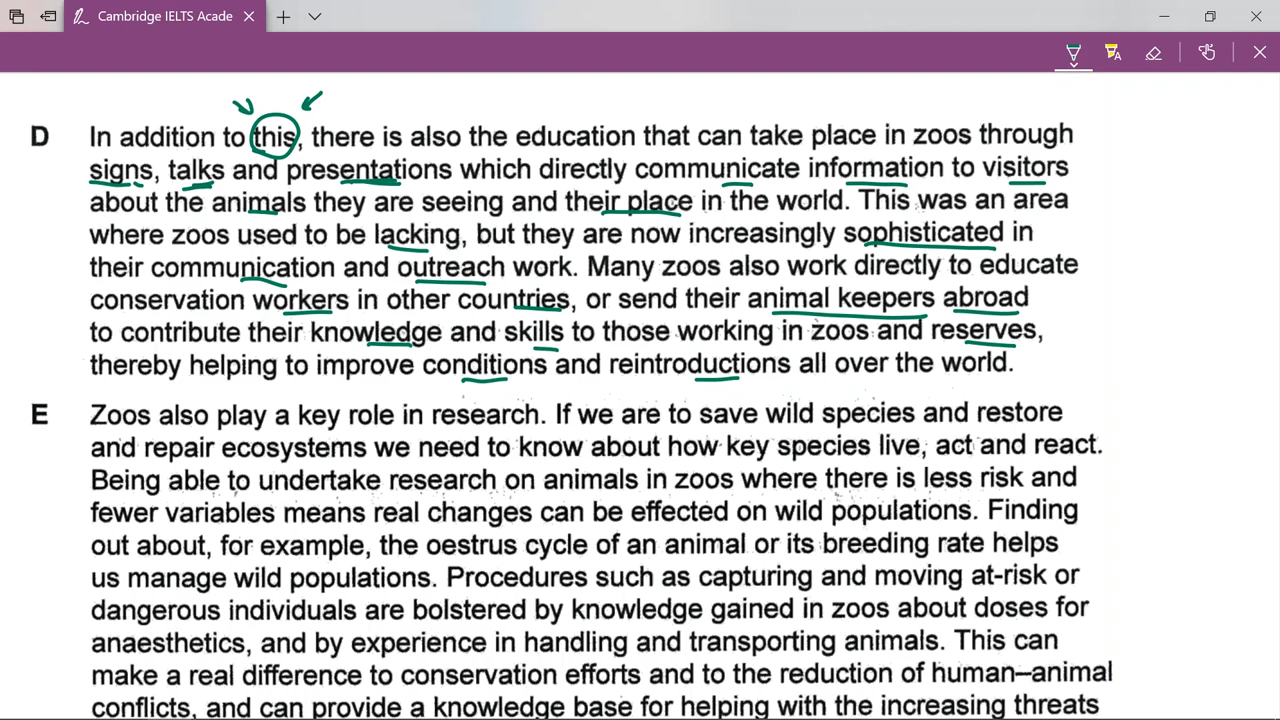 Cambridge IELTS Acade
D In addition to this, there is also the education that can take place in zoos through
signs, talks and presentations which directly communicate information to visitors
about the animals they are seeing and their place in the world. This was an area
where zoos used to be lacking, but they are now increasingly sophisticated in
their communication and outreach work. Many zoos also work directly to educate
conservation workers in other countries, or send their animal keepers abroad
to contribute their knowledge and skills to those working in zoos and reserves,
thereby helping to improve conditions and reintroductions all over the world.
E Zoos also play a key role in research. If we are to save wild species and restore
and repair ecosystems we need to know about how key species live, act and react.
Being able to undertake research on animals in zoos where there is less risk and
fewer variables means real changes can be effected on wild populations. Finding
out about, for example, the oestrus cycle of an animal or its breeding rate helps
us manage wild populations. Procedures such as capturing and moving at-risk or
dangerous individuals are bolstered by knowledge gained in zoos about doses for
anaesthetics, and by experience in handling and transporting animals. This can
make a real difference to conservation efforts and to the reduction of human–animal
conflicts, and can provide a knowledge base for helping with the increasing threats